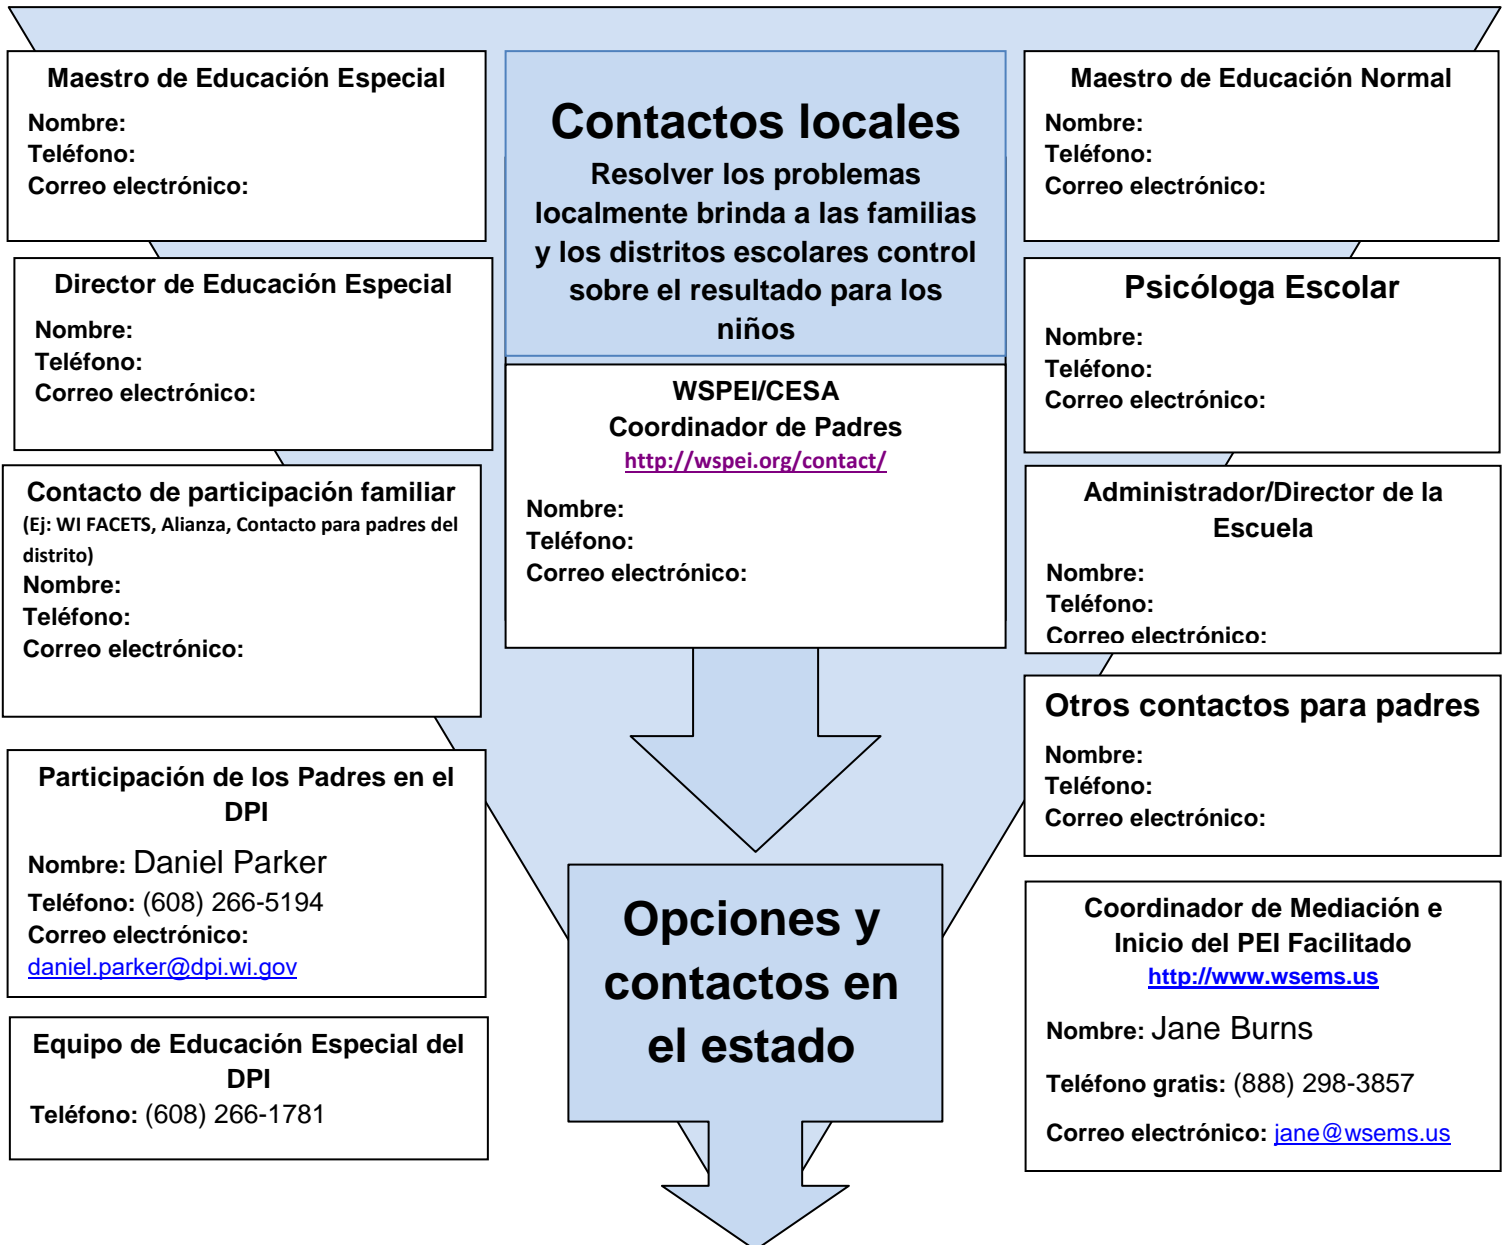 Maestro de Educación Especial
Nombre:
Teléfono:
Correo electrónico:
Contactos locales
Resolver los problemas
localmente brinda a las familias
y los distritos escolares control
sobre el resultado para los
niños
Maestro de Educación Normal
Nombre:
Teléfono:
Correo electrónico:
Director de Educación Especial
Nombre:
Teléfono:
Correo electrónico:
WSPEI/CESA
Coordinador de Padres
http://wspei.org/contact/
Nombre:
Teléfono:
Correo electrónico:
Psicóloga Escolar
Nombre:
Teléfono:
Correo electrónico:
Contacto de participación familiar
(Ej: WI FACETS, Alianza, Contacto para padres del
distrito)
Nombre:
Teléfono:
Correo electrónico:
Administrador/Director de la
Escuela
Nombre:
Teléfono:
Correo electrónico:
Otros contactos para padres
Nombre:
Teléfono:
Correo electrónico:
Participación de los Padres en el
DPI
Nombre: Daniel Parker
Teléfono: (608) 266-5194
Correo electrónico:
daniel.parker@dpi.wi.gov
Opciones y
contactos en
el estado
Coordinador de Mediación e
Inicio del PEI Facilitado
http://www.wsems.us
Nombre: Jane Burns
Teléfono gratis: (888) 298-3857
Correo electrónico: jane@wsems.us
Equipo de Educación Especial del
DPI
Teléfono: (608) 266-1781